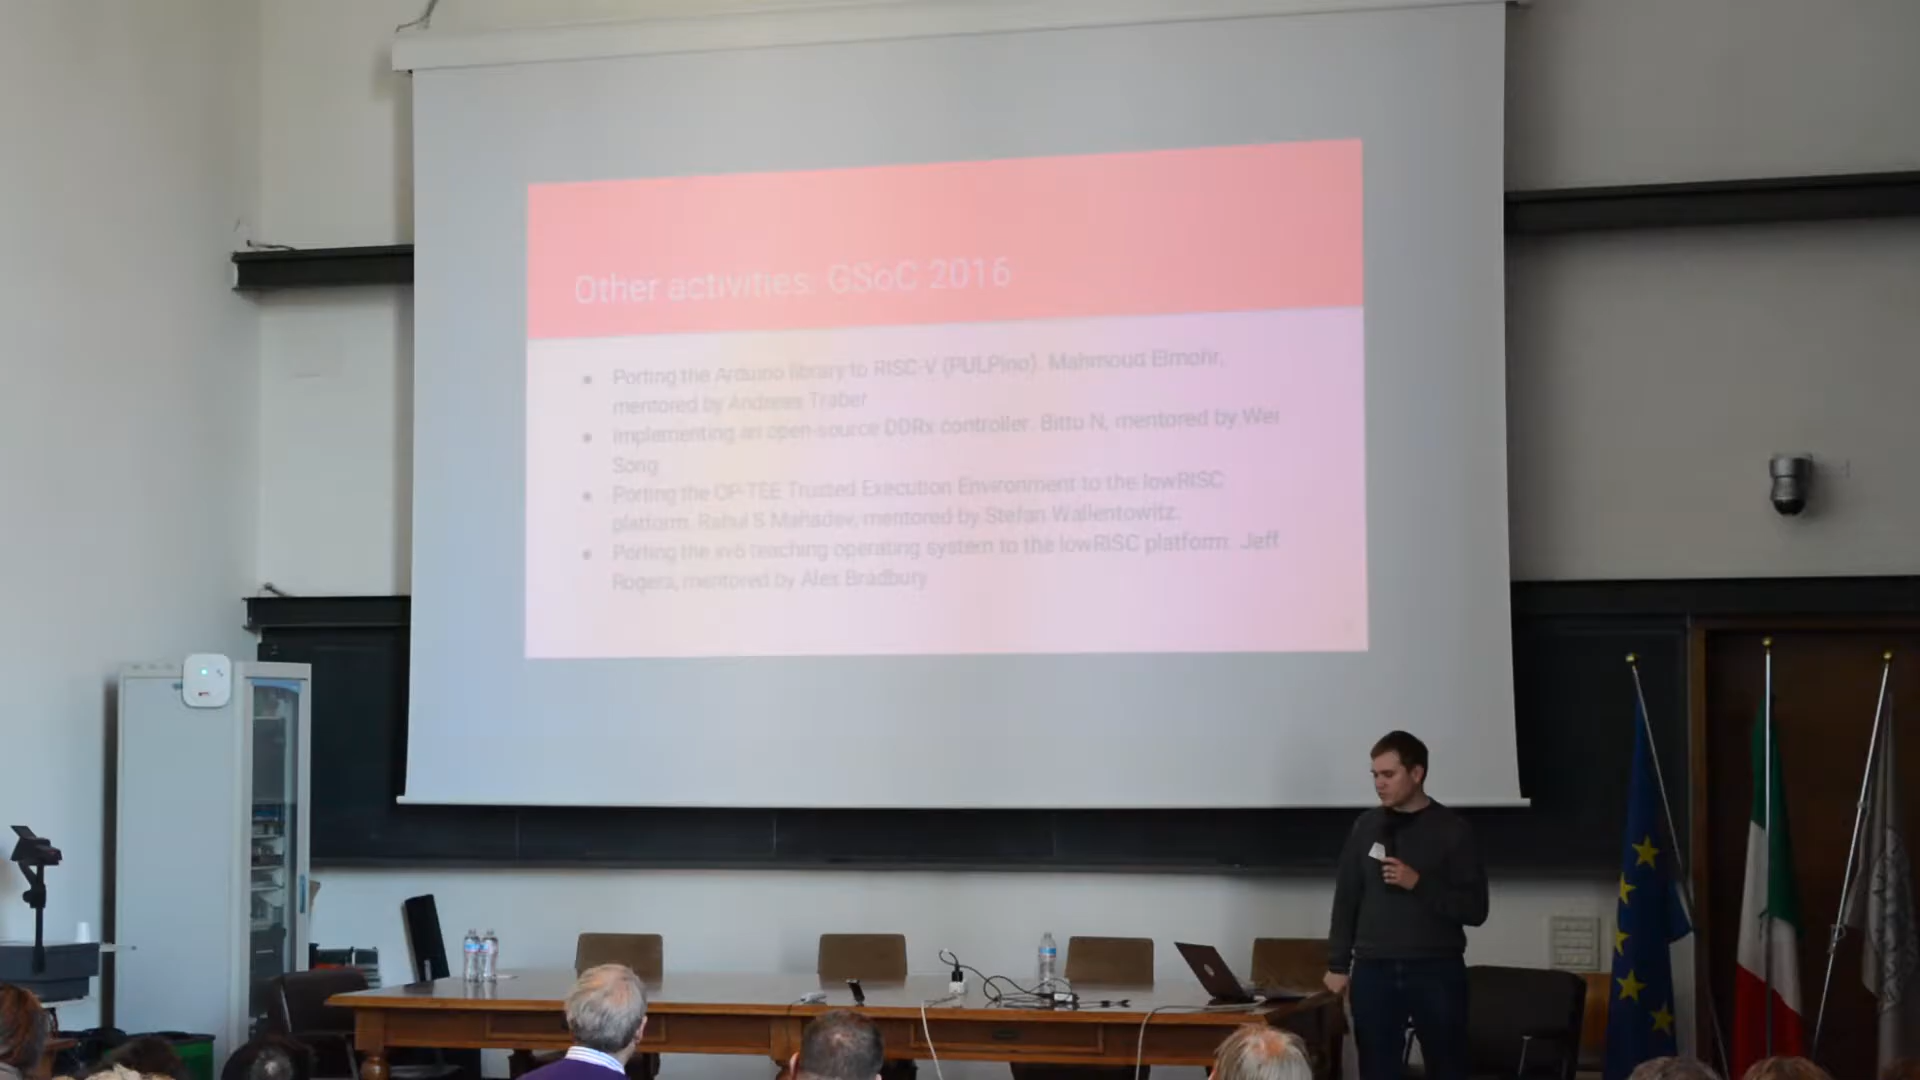 Other activities: GSoC 2016
Porting the Arduino library to RISC-V (PULPino). Mahmoud Elmohr,
mentored by Andreas Traber
Implementing an open-source DDRx controller. Bittu N, mentored by Wei
Song
Porting the OP-TEE Trusted Execution Environment to the lowRISC
platform. Rahul S Mahadev, mentored by Stefan Wallentowitz.
Porting the xv6 teaching operating system to the lowRISC platform. Jeff
Rogers, mentored by Alex Bradbury